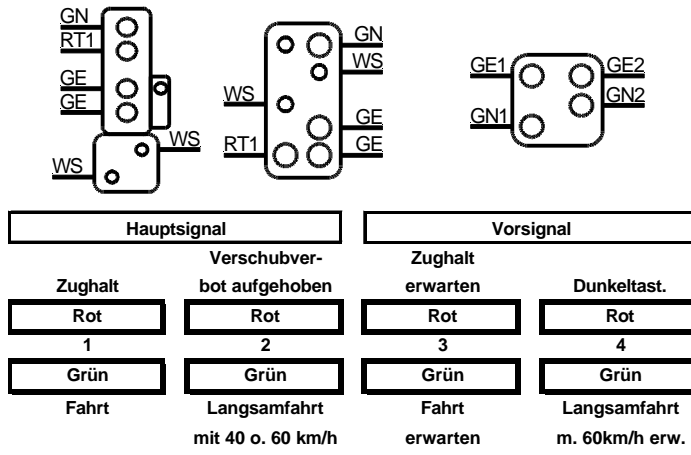 GN
RT1
GE
GE
WS
WS
GN
WS
WS
GE
RT1
GE
GE1
GE2
GN2
GN1
Hauptsignal
Vorsignal
Verschubver-
Zughalt
Zughalt
bot aufgehoben
erwarten
Dunkeltast.
Rot
Rot
Rot
Rot
1
2
3
4
Grün
Grün
Grün
Grün
Fahrt
Langsamfahrt
Fahrt
Langsamfahrt
mit 40 o. 60 km/h
erwarten
m. 60km/h erw.